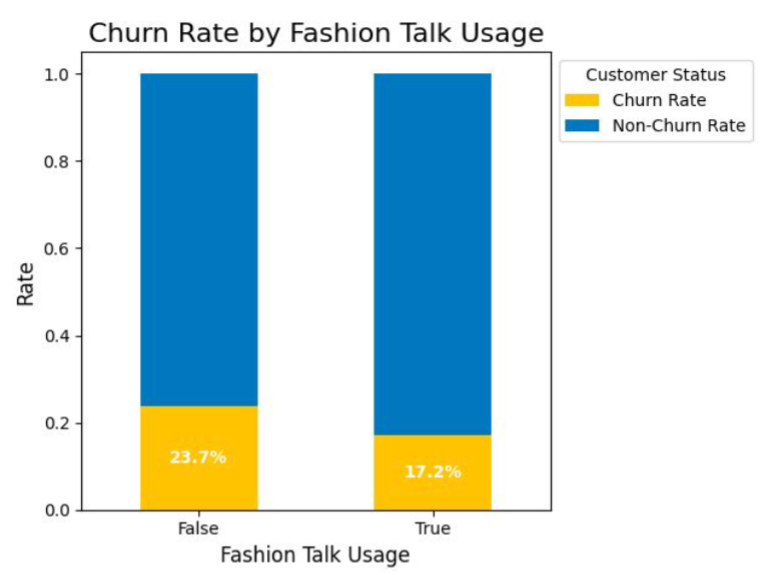 Churn Rate by Fashion Talk Usage
Customer Status
Churn Rate
Non-Churn Rate
Rate
1.0
0.8
0.6
0.4
0.2
0.0
23.7%
17.2%
False
True
Fashion Talk Usage